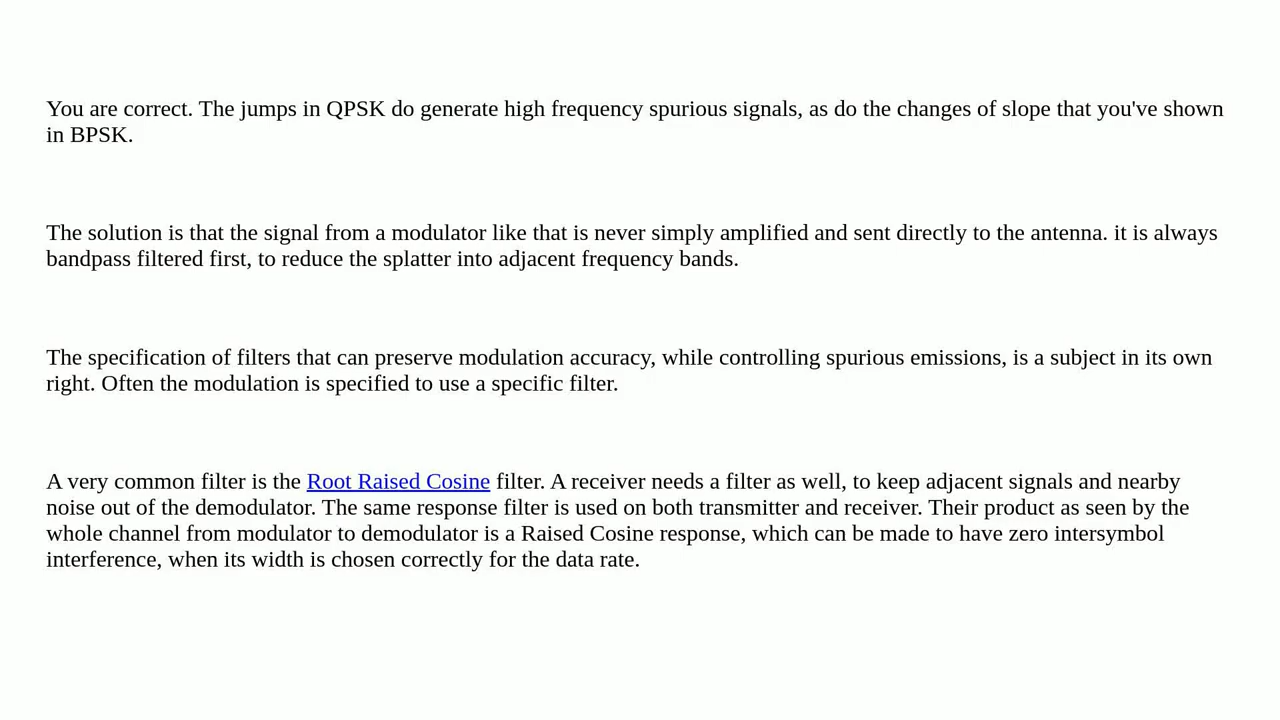 You are correct. The jumps in QPSK do generate high frequency spurious signals, as do the changes of slope that you've shown
in BPSK.
The solution is that the signal from a modulator like that is never simply amplified and sent directly to the antenna. it is always
bandpass filtered first, to reduce the splatter into adjacent frequency bands.
The specification of filters that can preserve modulation accuracy, while controlling spurious emissions, is a subject in its own
right. Often the modulation is specified to use a specific filter.
A very common filter is the Root Raised Cosine filter. A receiver needs a filter as well, to keep adjacent signals and nearby
noise out of the demodulator. The same response filter is used on both transmitter and receiver. Their product as seen by the
whole channel from modulator to demodulator is a Raised Cosine response, which can be made to have zero intersymbol
interference, when its width is chosen correctly for the data rate.